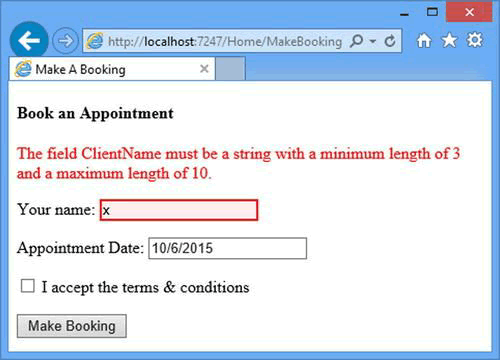 http://localhost:7247/Home/MakeBooking
Make A Booking
Book an Appointment
The field ClientName must be a string with a minimum length of 3
and a maximum length of 10.
Your name: x
Appointment Date: 10/6/2015
I accept the terms & conditions
Make Booking